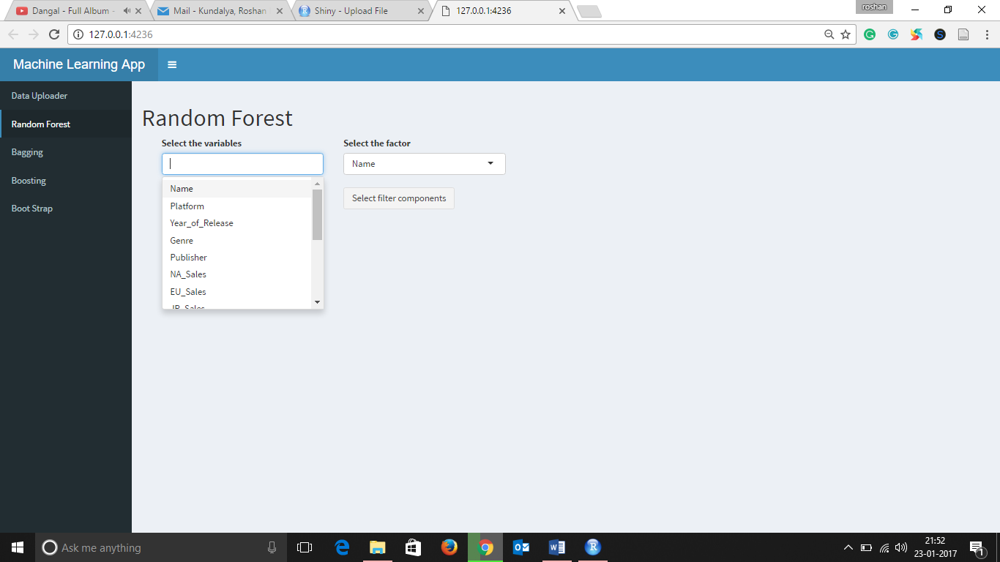 Dangal - Full Album -
Mail - Kundalya, Roshan
Shiny - Upload File
127.0.0.1:4236
roshan
127.0.0.1:4236
Machine Learning App
Data Uploader
Random Forest
Bagging
Boosting
Boot Strap
Random Forest
Select the variables
Name
Platform
Year_of_Release
Genre
Publisher
NA_Sales
EU_Sales
JP_Sales
Select the factor
Name
Select filter components
Ask me anything
21:52
23-01-2017
1